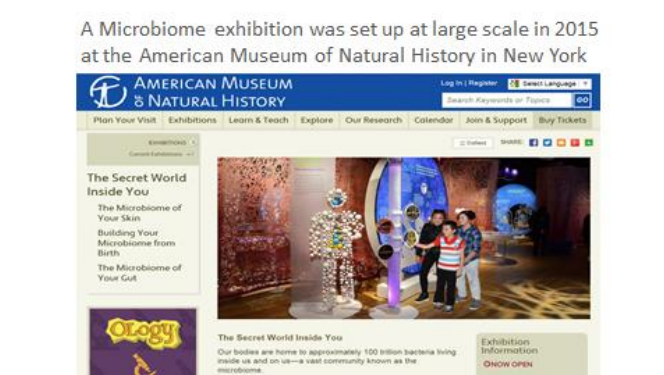 A Microbiome exhibition was set up at large scale in 2015
at the American Museum of Natural History in New York
AMERICAN MUSEUM
OF NATURAL HISTORY
Log In | Register
Select Language
Search Keywords or Topics
GO
Plan Your Visit
Exhibitions
Learn & Teach
Explore
Our Research
Calendar
Join & Support
Buy Tickets
EXHIBITIONS
Current Exhibitions
SHARE:
The Secret World
Inside You
The Microbiome of
Your Skin
Building Your
Microbiome from
Birth
The Microbiome of
Your Gut
OLogy
The Secret World Inside You
Our bodies are home to approximately 100 trillion bacteria living
inside us and on us—a vast community known as the
microbiome.
Exhibition
Information
NOW OPEN